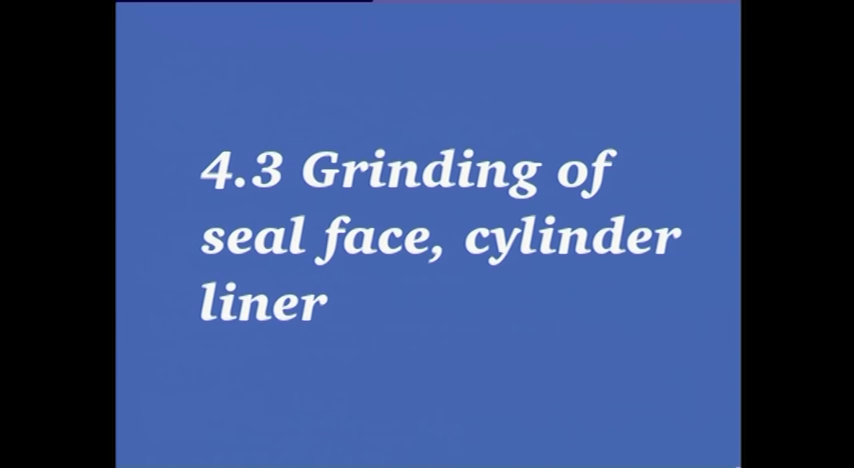 4.3 Grinding of
seal face, cylinder
liner